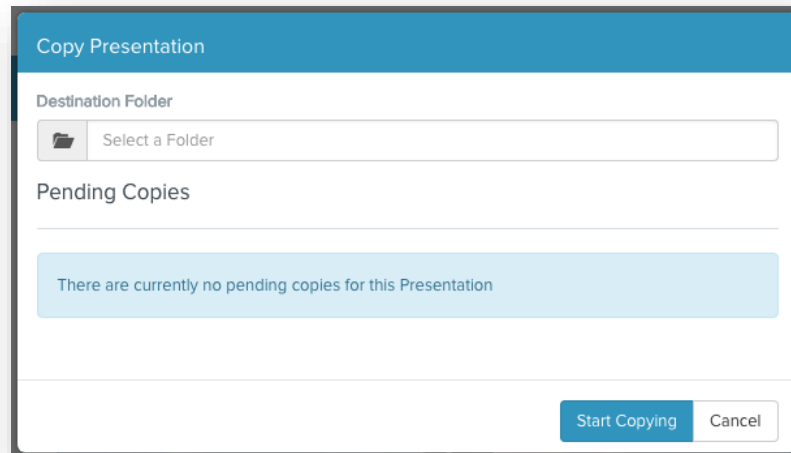 Copy Presentation
Destination Folder
Select a Folder
Pending Copies
There are currently no pending copies for this Presentation
Start Copying Cancel